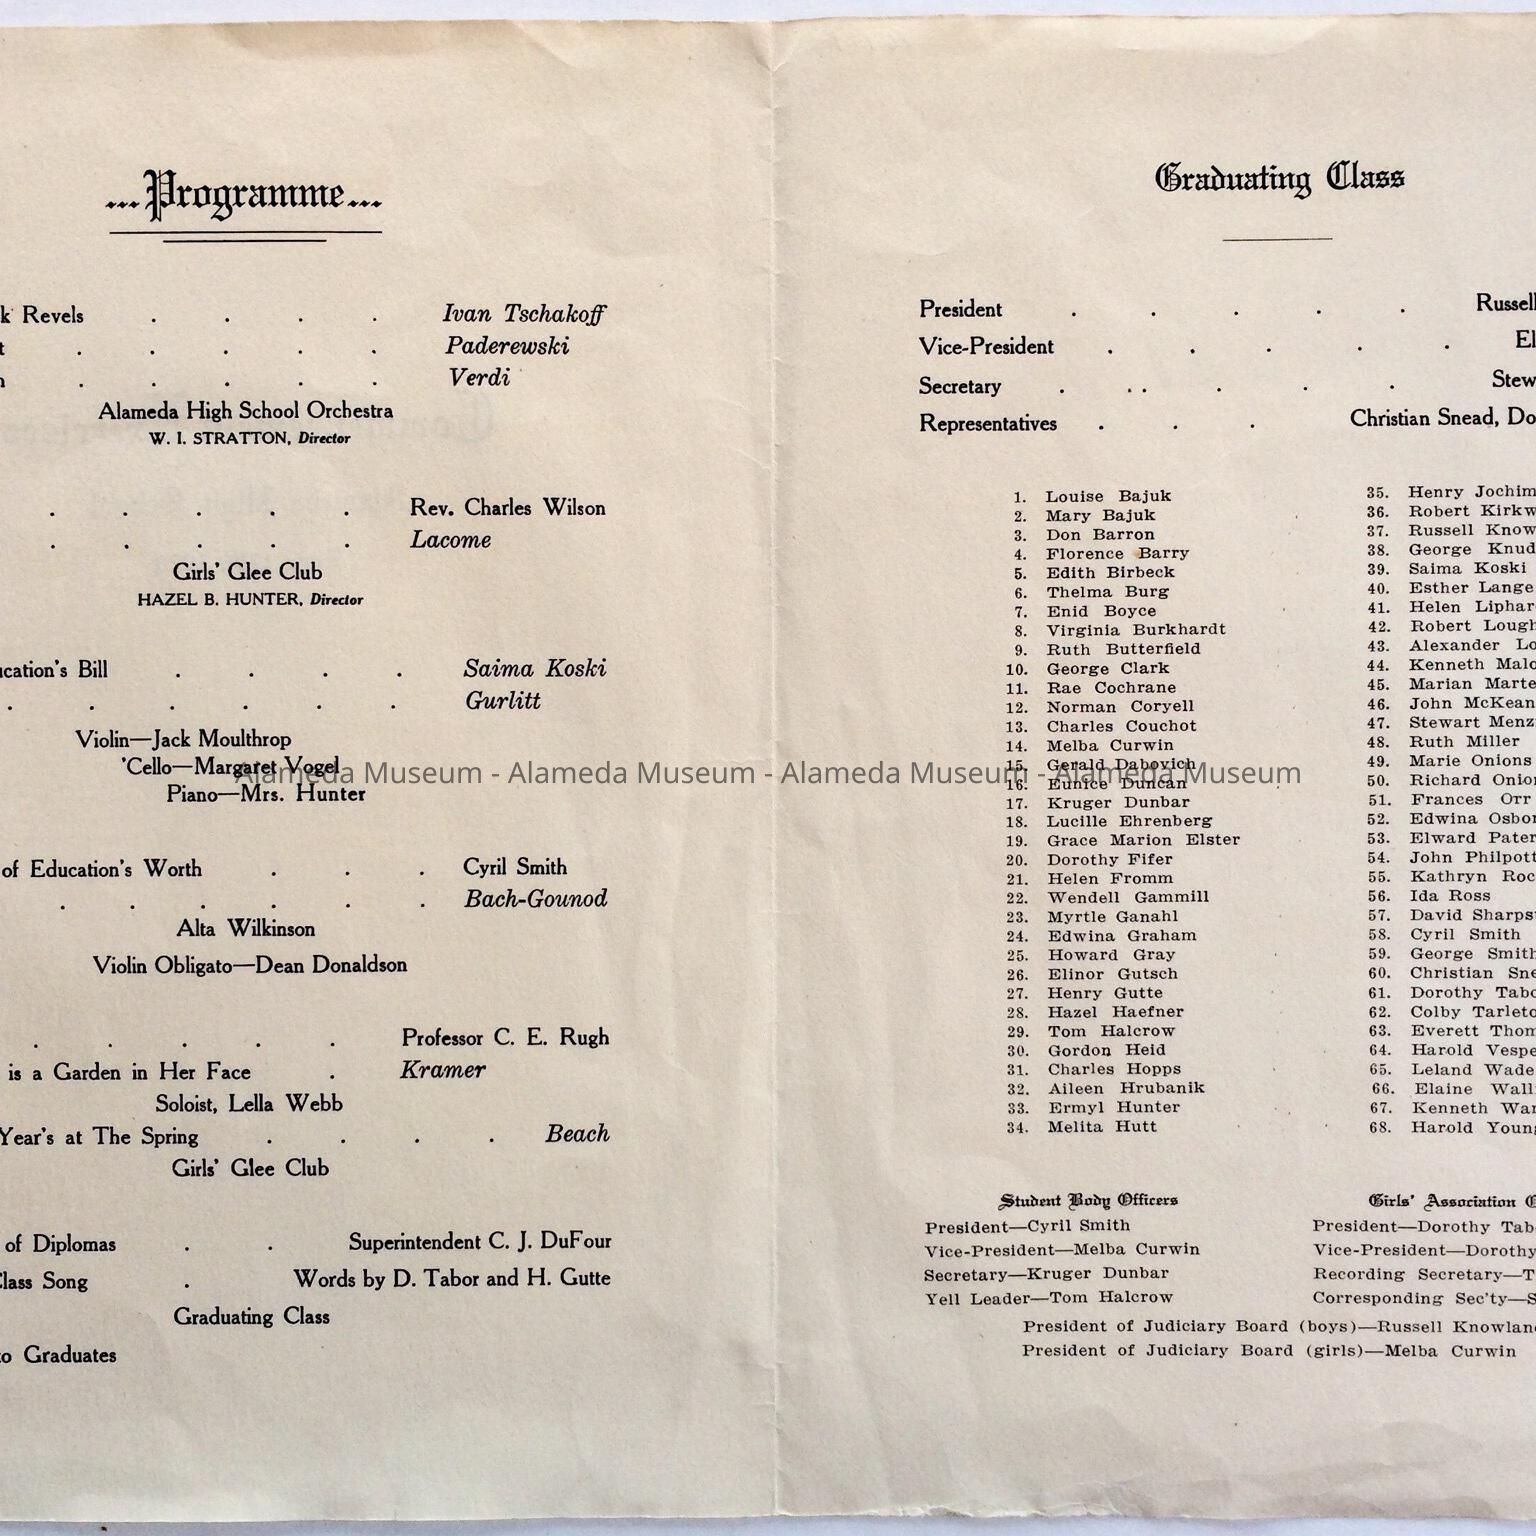 ...Programme...
k Revels . . . . Ivan Tschakoff
t . . . . . Paderewski
n . . . . . Verdi
Alameda High School Orchestra
W. I. STRATTON, Director
. . . . . Rev. Charles Wilson
. . . . . Lacome
Girls' Glee Club
HAZEL B. HUNTER, Director
ucation's Bill . . . . Saima Koski
. . . . . . Gurlitt
Violin—Jack Moulthrop
'Cello—Margaret Vogel
Piano—Mrs. Hunter
of Education's Worth . . . Cyril Smith
. . . . . . Bach-Gounod
Alta Wilkinson
Violin Obligato—Dean Donaldson
. . . . . Professor C. E. Rugh
is a Garden in Her Face . Kramer
Soloist, Lella Webb
Year's at The Spring . . . . Beach
Girls' Glee Club
of Diplomas . . Superintendent C. J. DuFour
Class Song . Words by D. Tabor and H. Gutte
Graduating Class
to Graduates
Graduating Class
President . . . . . Russell
Vice-President . . . . . El
Secretary . . . . . . Stew
Representatives . . . Christian Snead, Do
1. Louise Bajuk
2. Mary Bajuk
3. Don Barron
4. Florence Barry
5. Edith Birbeck
6. Thelma Burg
7. Enid Boyce
8. Virginia Burkhardt
9. Ruth Butterfield
10. George Clark
11. Rae Cochrane
12. Norman Coryell
13. Charles Couchot
14. Melba Curwin
15. Gerald Dabovich
16. Eunice Duncan
17. Kruger Dunbar
18. Lucille Ehrenberg
19. Grace Marion Elster
20. Dorothy Fifer
21. Helen Fromm
22. Wendell Gammill
23. Myrtle Ganahl
24. Edwina Graham
25. Howard Gray
26. Elinor Gutsch
27. Henry Gutte
28. Hazel Haefner
29. Tom Halcrow
30. Gordon Heid
31. Charles Hopps
32. Aileen Hrubanik
33. Ermyl Hunter
34. Melita Hutt
35. Henry Jochim
36. Robert Kirkw
37. Russell Know
38. George Knud
39. Saima Koski
40. Esther Lange
41. Helen Liphar
42. Robert Lough
43. Alexander Lo
44. Kenneth Malo
45. Marian Marte
46. John McKean
47. Stewart Menz
48. Ruth Miller
49. Marie Onions
50. Richard Onion
51. Frances Orr
52. Edwina Osbor
53. Elward Pater
54. John Philpott
55. Kathryn Roc
56. Ida Ross
57. David Sharpst
58. Cyril Smith
59. George Smith
60. Christian Sne
61. Dorothy Tabo
62. Colby Tarleto
63. Everett Thom
64. Harold Vespe
65. Leland Wade
66. Elaine Wall
67. Kenneth War
68. Harold Young
Student Body Officers
President—Cyril Smith
Vice-President—Melba Curwin
Secretary—Kruger Dunbar
Yell Leader—Tom Halcrow
Girls' Association O
President—Dorothy Tab
Vice-President—Dorothy
Recording Secretary—T
Corresponding Sec'ty—S
President of Judiciary Board (boys)—Russell Knowlan
President of Judiciary Board (girls)—Melba Curwin
Alameda Museum - Alameda Museum - Alameda Museum - Alameda Museum